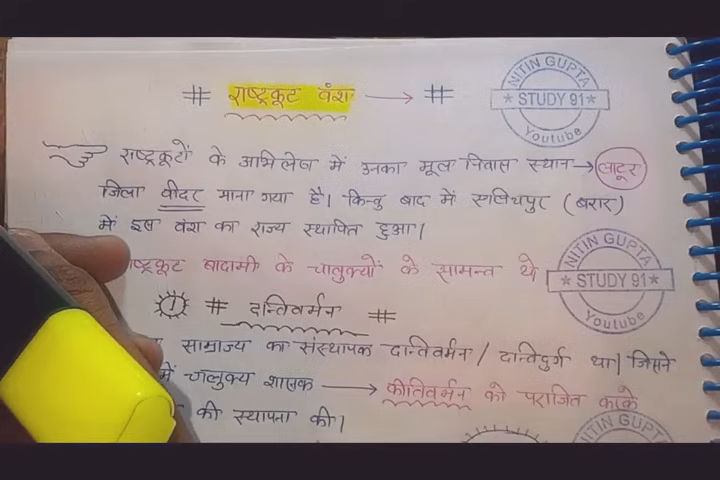 # राष्ट्रकूट वंश → #
NITIN GUPTA
★ STUDY 91 ★
Youtube
राष्ट्रकूटों के अभिलेख में उनका मूल निवास स्थान → लाटूर
जिला बीदर माना गया है। किन्तु बाद में एलिचपुर (बरार)
में इस वंश का राज्य स्थापित हुआ।
राष्ट्रकूट बादामी के चालुक्यों के सामन्त थे
NITIN GUPTA
★ STUDY 91 ★
Youtube
1 # दन्तिवर्मन #
साम्राज्य का संस्थापक दान्तिवर्मन / दन्तिदुर्ग था। जिसने
में चालुक्य शासक → कीर्तिवर्मन को पराजित करके
की स्थापना की।
NITIN GUPTA